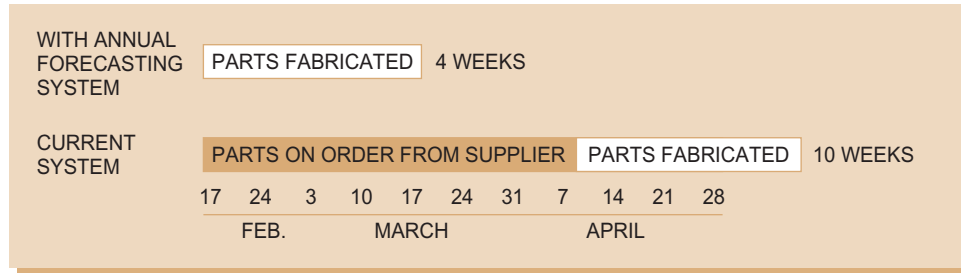 WITH ANNUAL
FORECASTING
SYSTEM
PARTS FABRICATED 4 WEEKS
CURRENT
SYSTEM
PARTS ON ORDER FROM SUPPLIER PARTS FABRICATED 10 WEEKS
17 24 3 10 17 24 31 7 14 21 28
FEB. MARCH APRIL